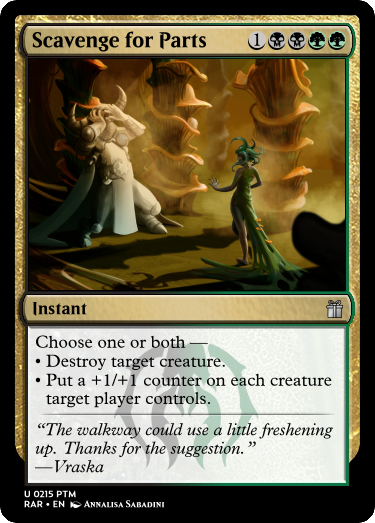 Scavenge for Parts 1
Instant
Choose one or both —
• Destroy target creature.
• Put a +1/+1 counter on each creature
target player controls.
“The walkway could use a little freshening
up. Thanks for the suggestion.”
—Vraska
U 0215 PTM
RAR • EN Annalisa Sabadini